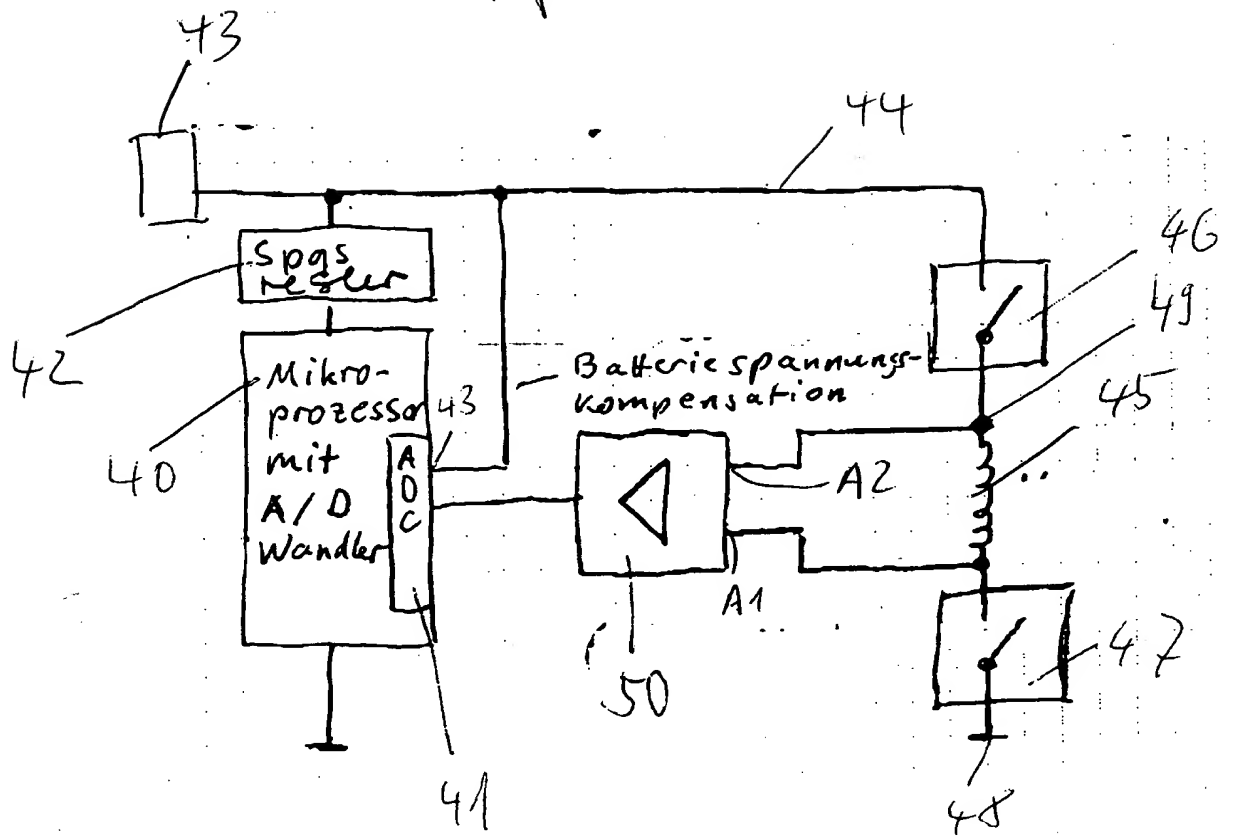 43
44
46
Spgs
regler
49
42
Mikro-
prozessor
mit
A/D
Wandler
43
Batteriespannungs-
kompensation
45
40
ADC
A2
A1
47
50
41
48